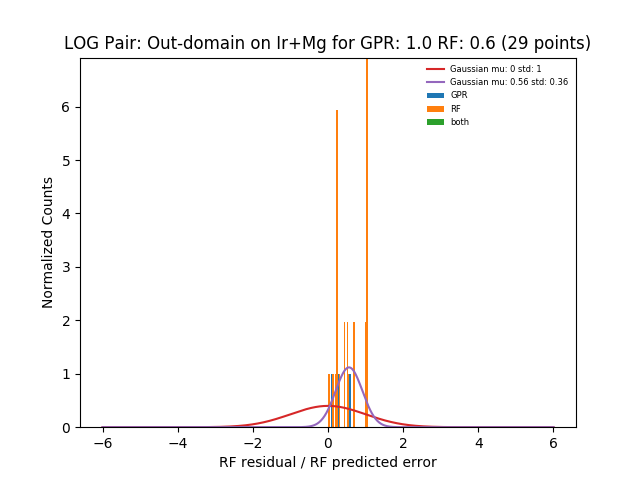 LOG Pair: Out-domain on Ir+Mg for GPR: 1.0 RF: 0.6 (29 points)
Gaussian mu: 0 std: 1
Gaussian mu: 0.56 std: 0.36
GPR
RF
both
Normalized Counts
6
5
4
3
2
1
0
−6
−4
−2
0
2
4
6
RF residual / RF predicted error